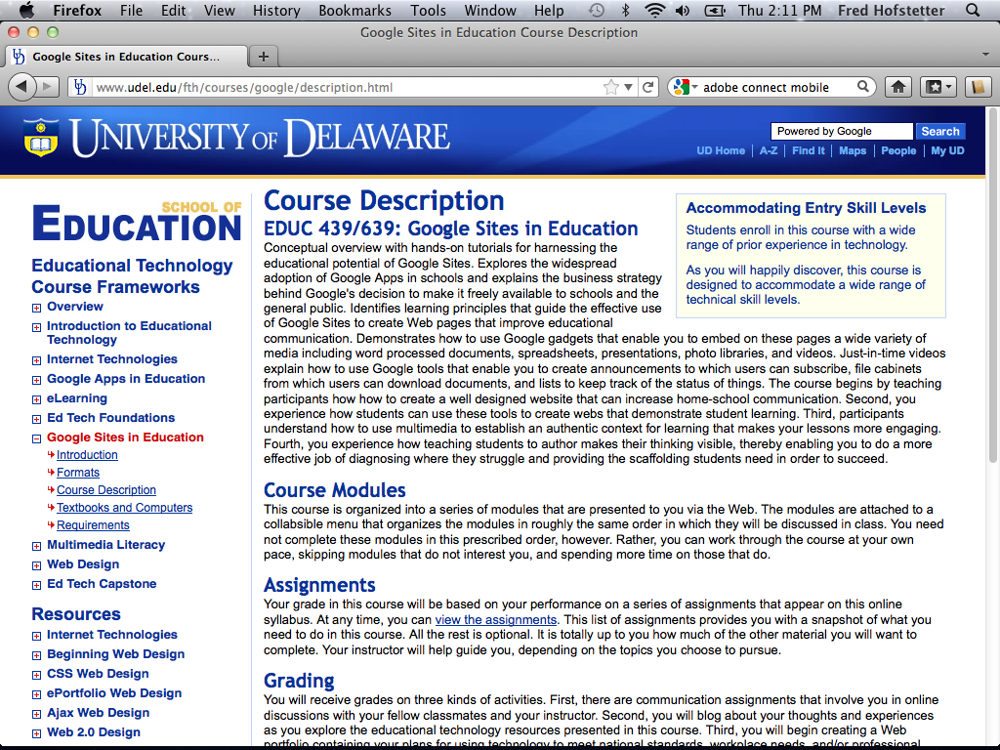 Firefox File Edit View History Bookmarks Tools Window Help Thu 2:11 PM Fred Hofstetter
Google Sites in Education Course Description
Google Sites in Education Cours...
www.udel.edu/fth/courses/google/description.html
adobe connect mobile
UNIVERSITY OF DELAWARE
Powered by Google Search
UD Home | A-Z | Find It | Maps | People | My UD
SCHOOL OF
EDUCATION
Educational Technology
Course Frameworks
Overview
Introduction to Educational
Technology
Internet Technologies
Google Apps in Education
eLearning
Ed Tech Foundations
Google Sites in Education
Introduction
Formats
Course Description
Textbooks and Computers
Requirements
Multimedia Literacy
Web Design
Ed Tech Capstone
Resources
Internet Technologies
Beginning Web Design
CSS Web Design
ePortfolio Web Design
Ajax Web Design
Web 2.0 Design
Course Description
EDUC 439/639: Google Sites in Education
Conceptual overview with hands-on tutorials for harnessing the
educational potential of Google Sites. Explores the widespread
adoption of Google Apps in schools and explains the business strategy
behind Google's decision to make it freely available to schools and the
general public. Identifies learning principles that guide the effective use
of Google Sites to create Web pages that improve educational
communication. Demonstrates how to use Google gadgets that enable you to embed on these pages a wide variety of
media including word processed documents, spreadsheets, presentations, photo libraries, and videos. Just-in-time videos
explain how to use Google tools that enable you to create announcements to which users can subscribe, file cabinets
from which users can download documents, and lists to keep track of the status of things. The course begins by teaching
participants how how to create a well designed website that can increase home-school communication. Second, you
experience how students can use these tools to create webs that demonstrate student learning. Third, participants
understand how to use multimedia to establish an authentic context for learning that makes your lessons more engaging.
Fourth, you experience how teaching students to author makes their thinking visible, thereby enabling you to do a more
effective job of diagnosing where they struggle and providing the scaffolding students need in order to succeed.
Accommodating Entry Skill Levels
Students enroll in this course with a wide
range of prior experience in technology.
As you will happily discover, this course is
designed to accommodate a wide range of
technical skill levels.
Course Modules
This course is organized into a series of modules that are presented to you via the Web. The modules are attached to a
collabsible menu that organizes the modules in roughly the same order in which they will be discussed in class. You need
not complete these modules in this prescribed order, however. Rather, you can work through the course at your own
pace, skipping modules that do not interest you, and spending more time on those that do.
Assignments
Your grade in this course will be based on your performance on a series of assignments that appear on this online
syllabus. At any time, you can view the assignments. This list of assignments provides you with a snapshot of what you
need to do in this course. All the rest is optional. It is totally up to you how much of the other material you will want to
complete. Your instructor will help guide you, depending on the topics you choose to pursue.
Grading
You will receive grades on three kinds of activities. First, there are communication assignments that involve you in online
discussions with your fellow classmates and your instructor. Second, you will blog about your thoughts and experiences
as you explore the educational technology resources presented in this course. Third, you will begin creating a Web
portfolio containing your plans for using technology to meet national standards, workplace needs, and/or professional